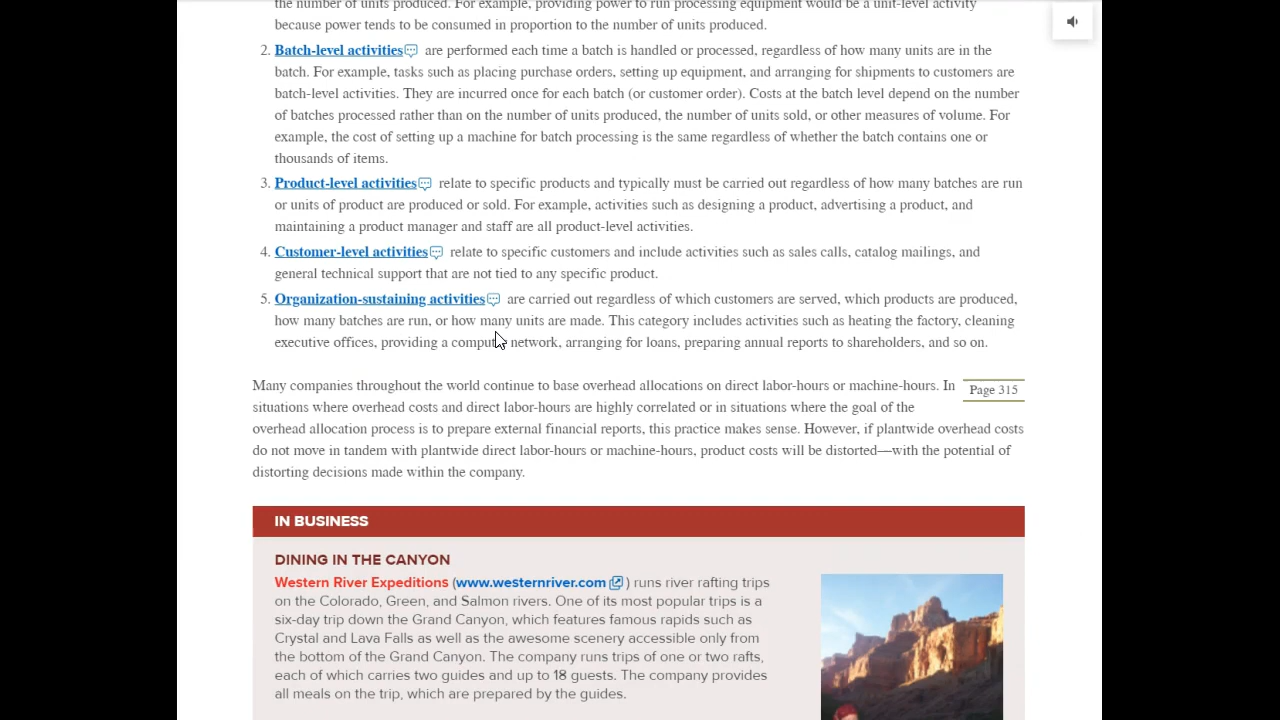 the number of units produced. For example, providing power to run processing equipment would be a unit-level activity
because power tends to be consumed in proportion to the number of units produced.
2. Batch-level activities are performed each time a batch is handled or processed, regardless of how many units are in the
batch. For example, tasks such as placing purchase orders, setting up equipment, and arranging for shipments to customers are
batch-level activities. They are incurred once for each batch (or customer order). Costs at the batch level depend on the number
of batches processed rather than on the number of units produced, the number of units sold, or other measures of volume. For
example, the cost of setting up a machine for batch processing is the same regardless of whether the batch contains one or
thousands of items.
3. Product-level activities relate to specific products and typically must be carried out regardless of how many batches are run
or units of product are produced or sold. For example, activities such as designing a product, advertising a product, and
maintaining a product manager and staff are all product-level activities.
4. Customer-level activities relate to specific customers and include activities such as sales calls, catalog mailings, and
general technical support that are not tied to any specific product.
5. Organization-sustaining activities are carried out regardless of which customers are served, which products are produced,
how many batches are run, or how many units are made. This category includes activities such as heating the factory, cleaning
executive offices, providing a computer network, arranging for loans, preparing annual reports to shareholders, and so on.
Many companies throughout the world continue to base overhead allocations on direct labor-hours or machine-hours. In
Page 315
situations where overhead costs and direct labor-hours are highly correlated or in situations where the goal of the
overhead allocation process is to prepare external financial reports, this practice makes sense. However, if plantwide overhead costs
do not move in tandem with plantwide direct labor-hours or machine-hours, product costs will be distorted—with the potential of
distorting decisions made within the company.
IN BUSINESS
DINING IN THE CANYON
Western River Expeditions (www.westernriver.com ) runs river rafting trips
on the Colorado, Green, and Salmon rivers. One of its most popular trips is a
six-day trip down the Grand Canyon, which features famous rapids such as
Crystal and Lava Falls as well as the awesome scenery accessible only from
the bottom of the Grand Canyon. The company runs trips of one or two rafts,
each of which carries two guides and up to 18 guests. The company provides
all meals on the trip, which are prepared by the guides.